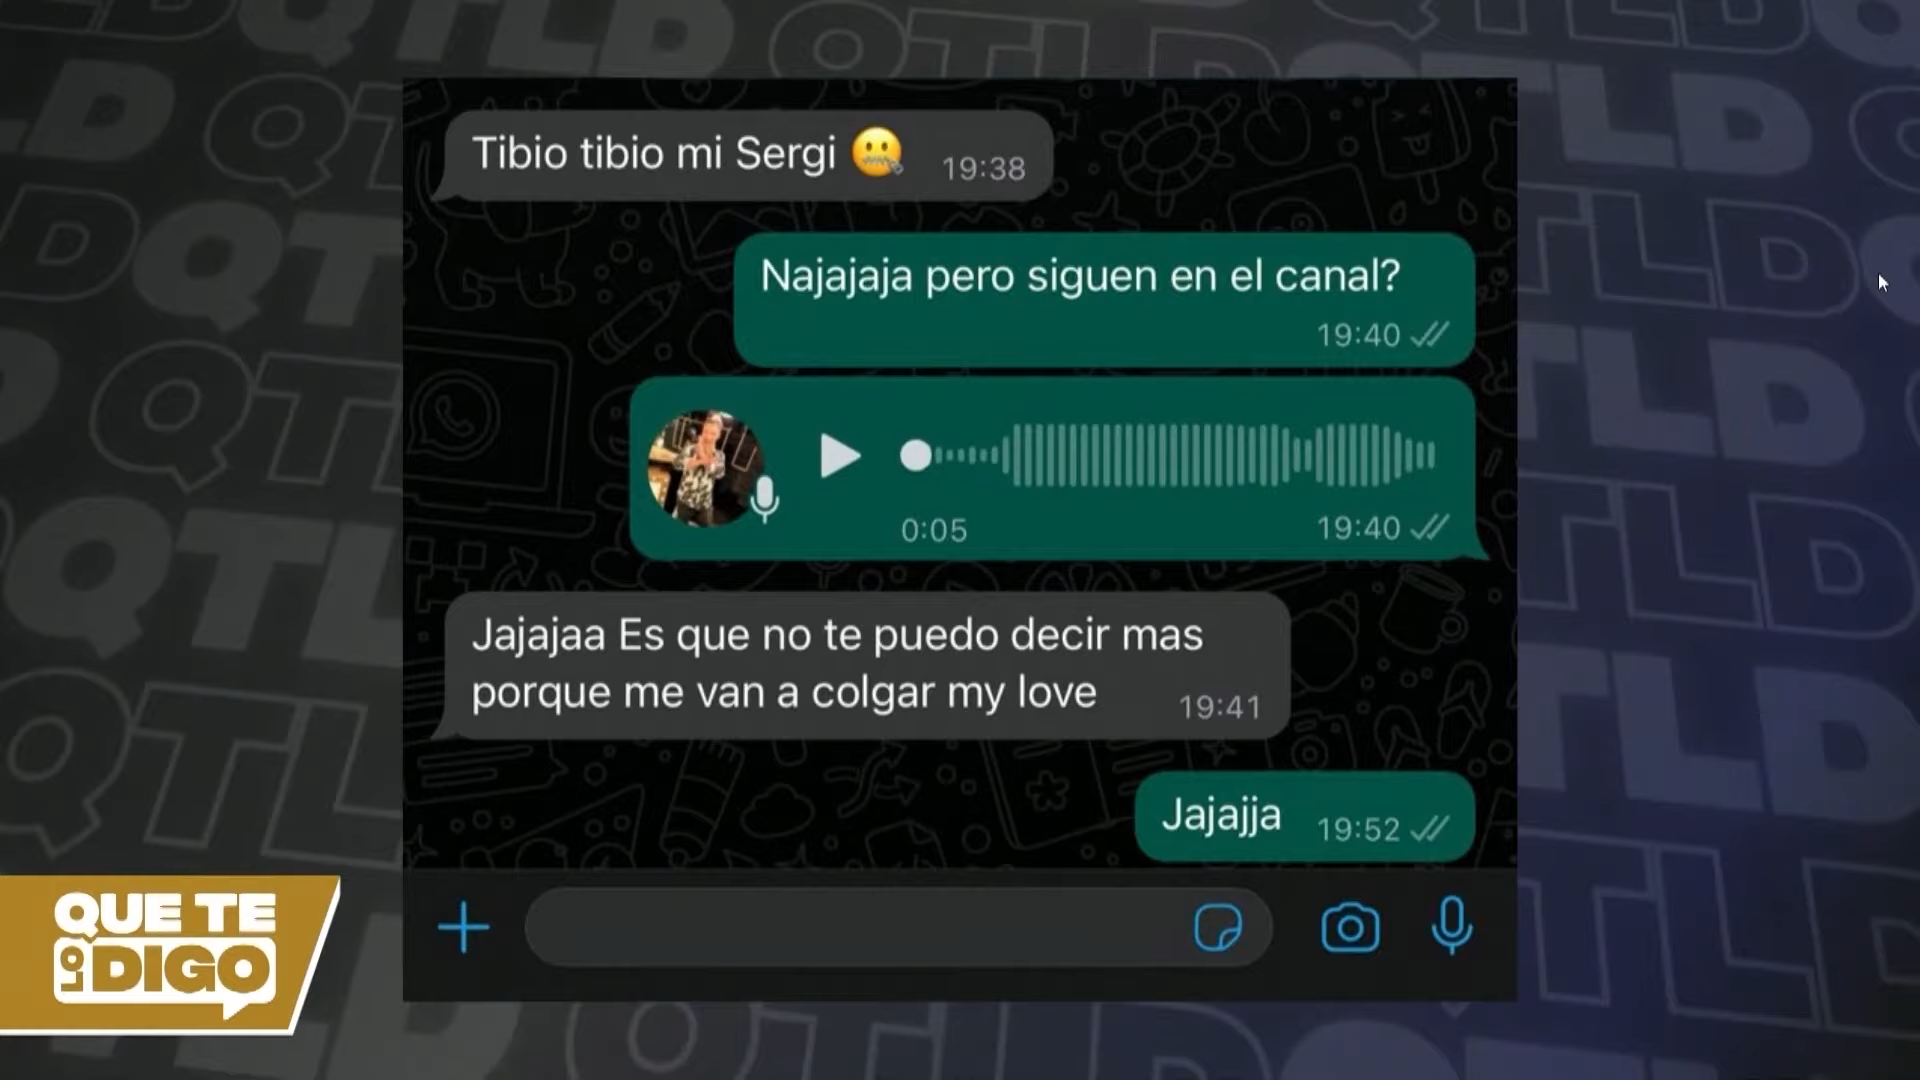 Tibio tibio mi Sergi 🤐 19:38
Najajaja pero siguen en el canal?
19:40
0:05 19:40
Jajajaa Es que no te puedo decir mas
porque me van a colgar my love 19:41
Jajajja 19:52
QUE TE
LO DIGO